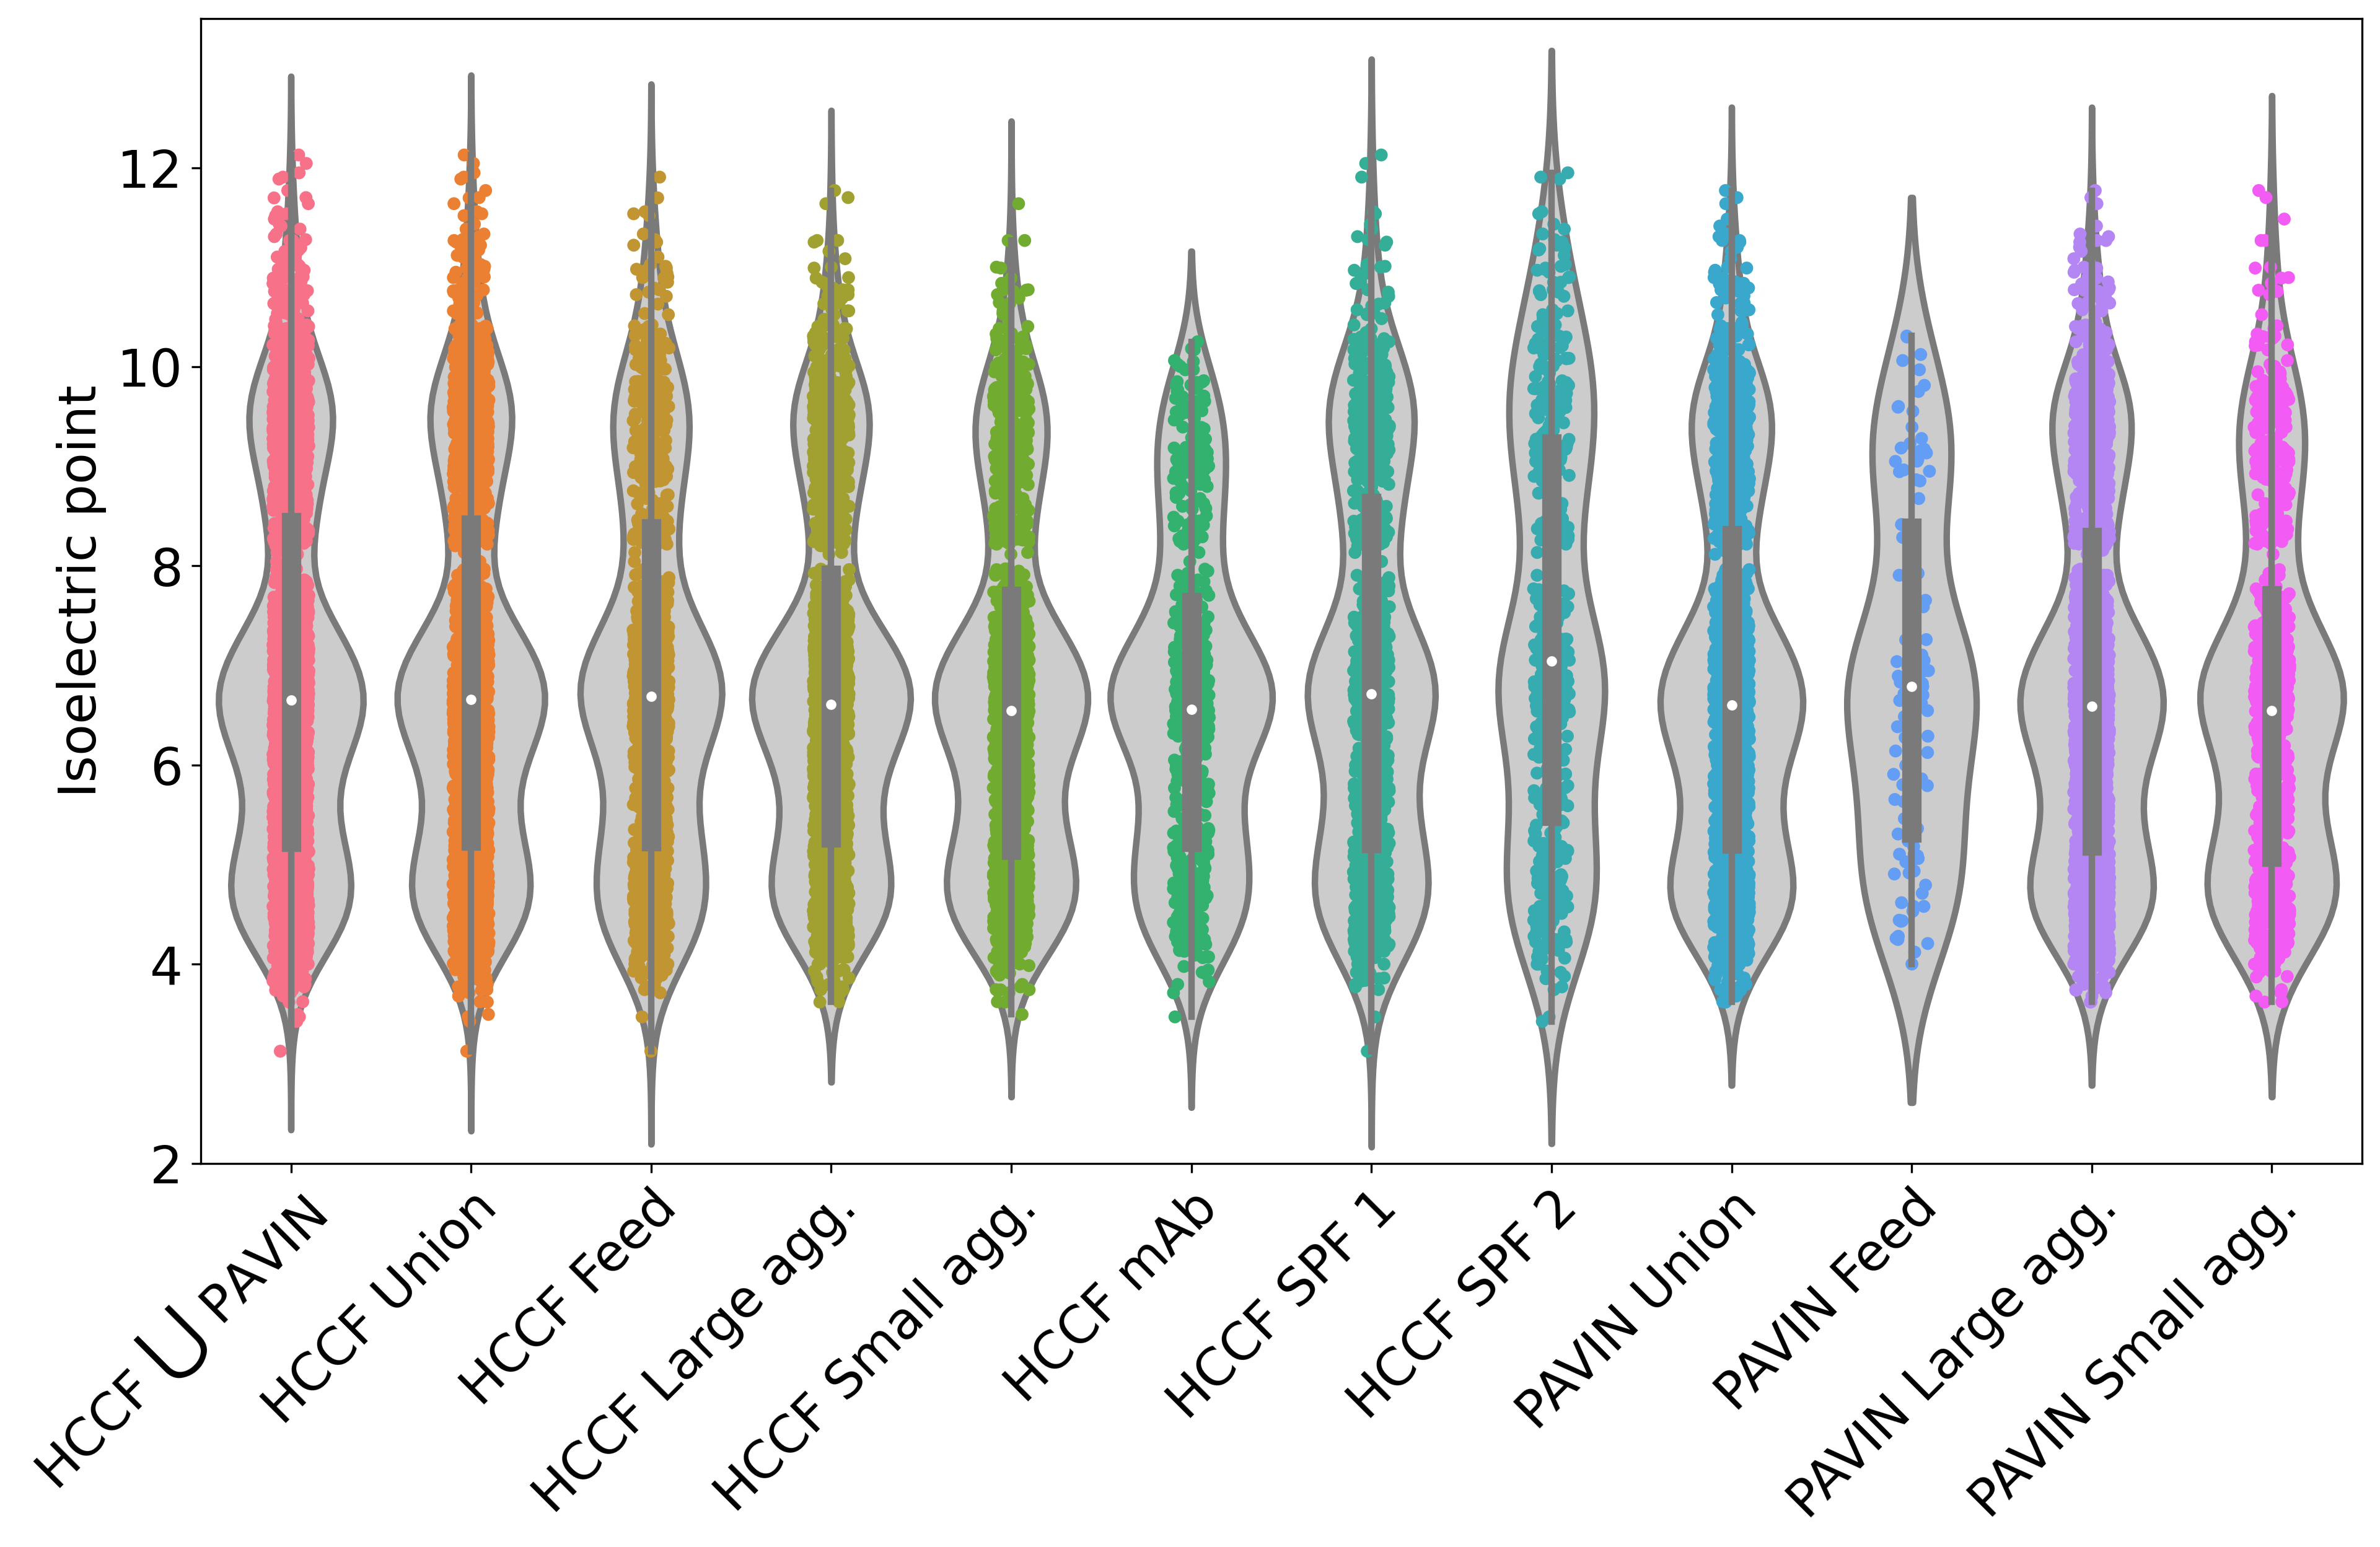 Isoelectric point
12
10
8
6
4
2
HCCF U PAVIN
HCCF Union
HCCF Feed
HCCF Large agg.
HCCF Small agg.
HCCF mAb
HCCF SPF 1
HCCF SPF 2
PAVIN Union
PAVIN Feed
PAVIN Large agg.
PAVIN Small agg.